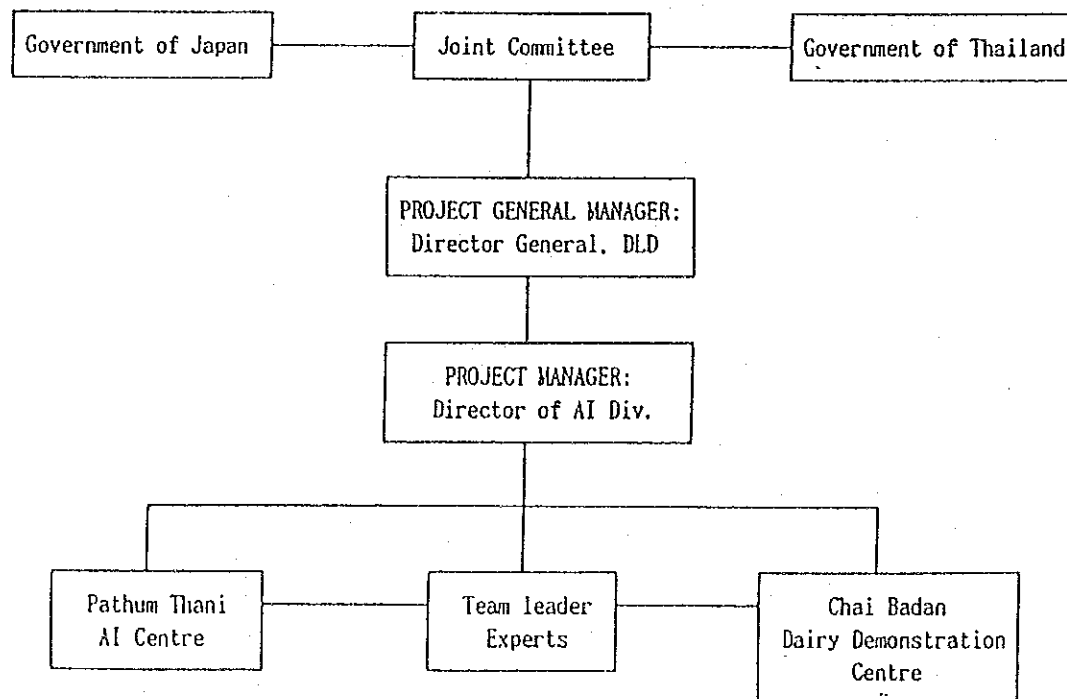 Government of Japan
Joint Committee
Government of Thailand
PROJECT GENERAL MANAGER:
Director General, DLD
PROJECT MANAGER:
Director of AI Div.
Pathum Thani
AI Centre
Team leader
Experts
Chai Badan
Dairy Demonstration
Centre